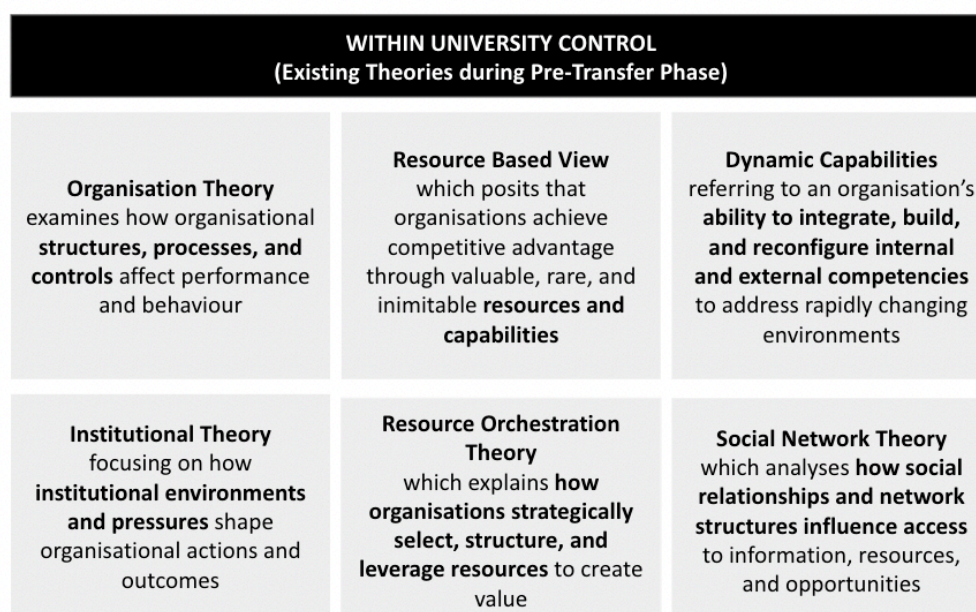 WITHIN UNIVERSITY CONTROL
(Existing Theories during Pre-Transfer Phase)
Organisation Theory
examines how organisational
structures, processes, and
controls affect performance
and behaviour
Resource Based View
which posits that
organisations achieve
competitive advantage
through valuable, rare, and
inimitable resources and
capabilities
Dynamic Capabilities
referring to an organisation’s
ability to integrate, build,
and reconfigure internal
and external competencies
to address rapidly changing
environments
Institutional Theory
focusing on how
institutional environments
and pressures shape
organisational actions and
outcomes
Resource Orchestration
Theory
which explains how
organisations strategically
select, structure, and
leverage resources to create
value
Social Network Theory
which analyses how social
relationships and network
structures influence access
to information, resources,
and opportunities